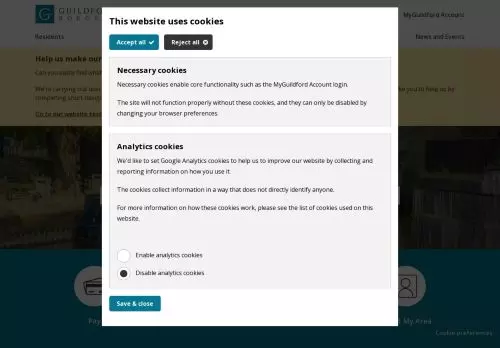 GUILDFORD
BOROUGH
MyGuildford Account
Residents
News and Events
Help us make our
Can you easily find what
We're carrying out
you to help us by
completing short
Go to our website
This website uses cookies
Accept all
Reject all
Necessary cookies
Necessary cookies enable core functionality such as the MyGuildford Account login.
The site will not function properly without these cookies, and they can only be disabled by
changing your browser preferences.
Analytics cookies
We'd like to set Google Analytics cookies to help us to improve our website by collecting and
reporting information on how you use it
The cookies collect information in a way that does not directly identify anyone.
For more information on how these cookies work, please see the list of cookies used on this
website.
Enable analytics cookies
Disable analytics cookies
Save & close
My Area
Cookie preferences